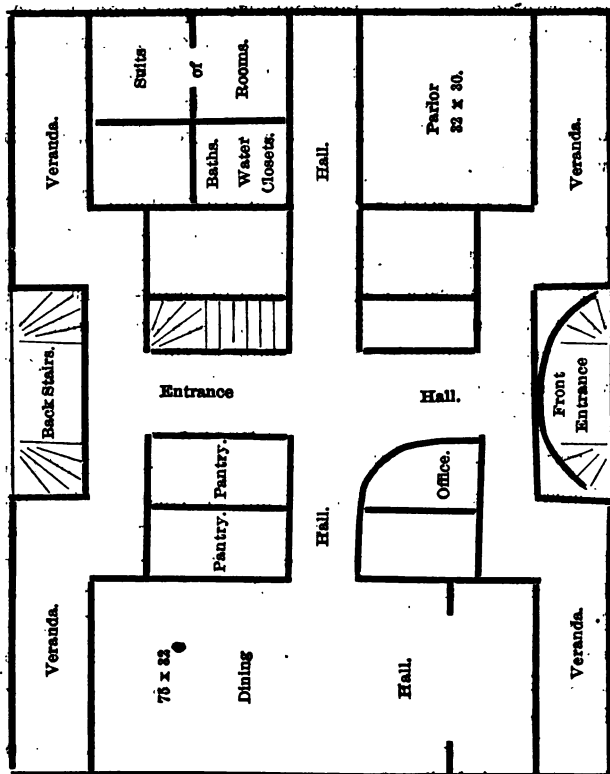 Veranda.
Back Stairs.
Veranda.
Suits
of
Rooms.
Baths.
Water
Closets.
75 x 32
Dining
Hall.
Pantry.
Pantry.
Entrance
Hall.
Hall.
Hall.
Office.
Parlor
32 x 30.
Veranda.
Front
Entrance
Veranda.